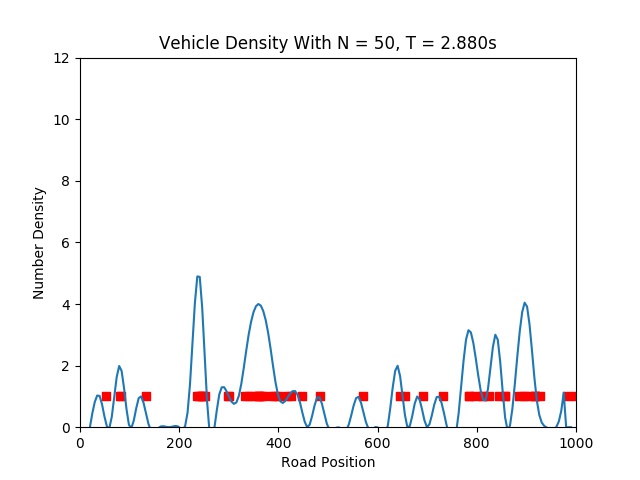 Vehicle Density With N = 50, T = 2.880s
12
10
8
6
4
2
0
Number Density
0 200 400 600 800 1000
Road Position